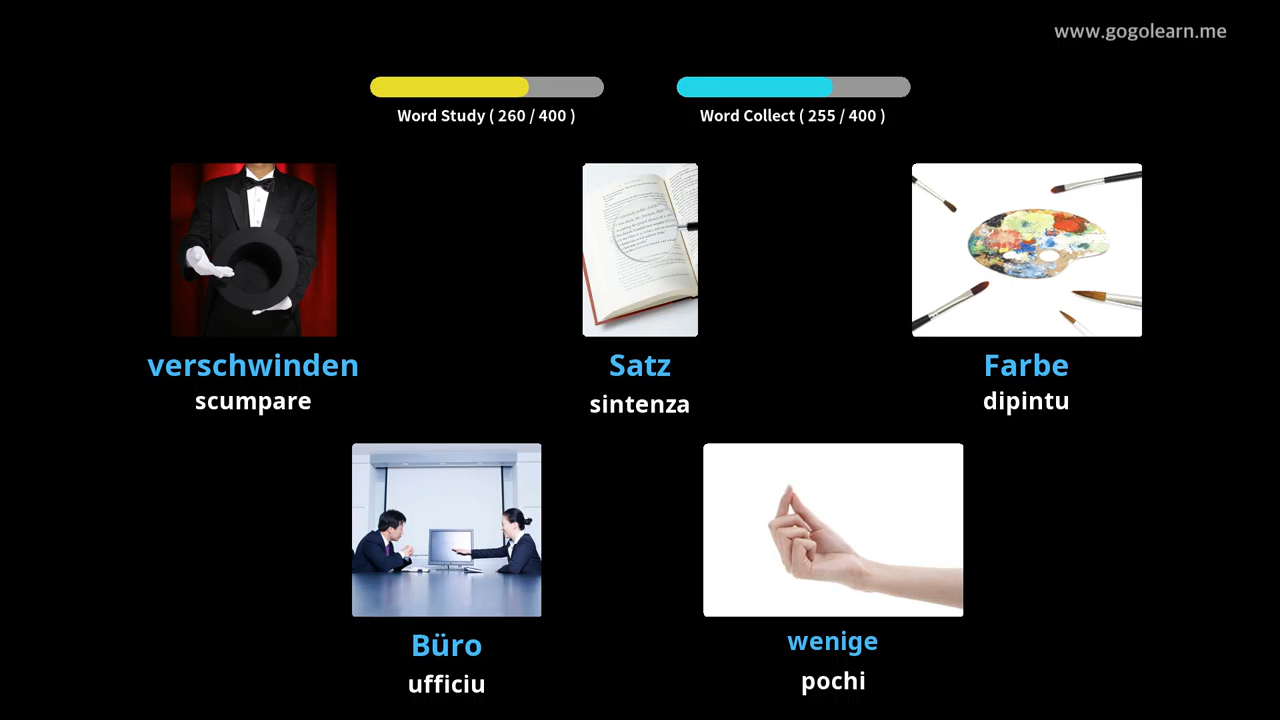 www.gogolearn.me
Word Study ( 260 / 400 )
Word Collect ( 255 / 400 )
verschwinden
scumpare
Satz
sintenza
Farbe
dipintu
Büro
ufficiu
wenige
pochi